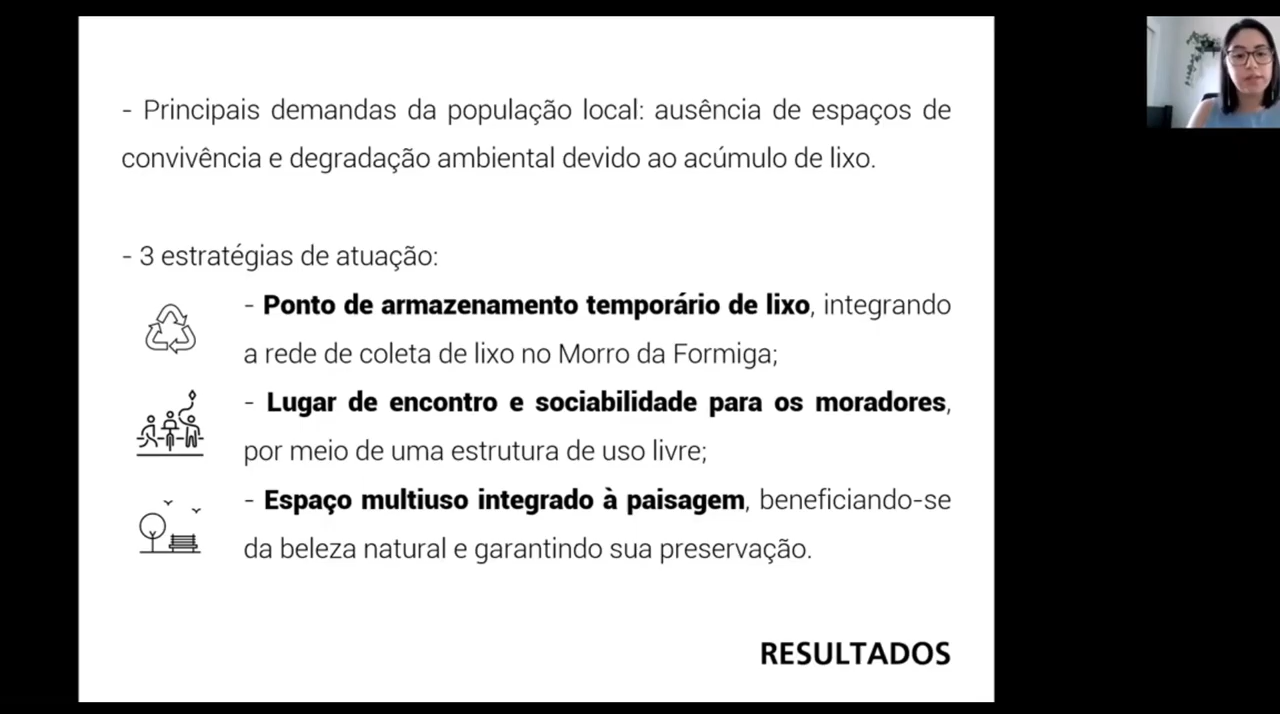 - Principais demandas da população local: ausência de espaços de
convivência e degradação ambiental devido ao acúmulo de lixo.
- 3 estratégias de atuação:
- Ponto de armazenamento temporário de lixo, integrando
a rede de coleta de lixo no Morro da Formiga;
- Lugar de encontro e sociabilidade para os moradores,
por meio de uma estrutura de uso livre;
- Espaço multiuso integrado à paisagem, beneficiando-se
da beleza natural e garantindo sua preservação.
RESULTADOS